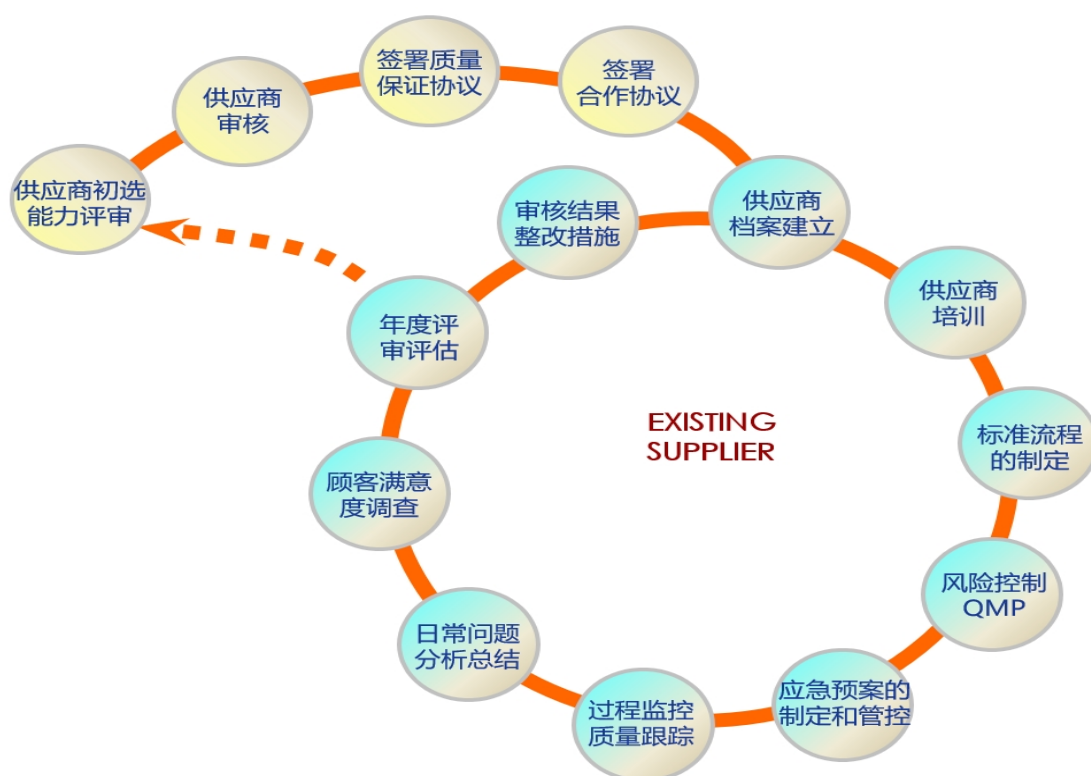 供应商初选
能力评审
供应商
审核
签署质量
保证协议
签署
合作协议
供应商
档案建立
供应商
培训
标准流程
的制定
风险控制
QMP
应急预案的
制定和管控
过程监控
质量跟踪
日常问题
分析总结
顾客满意
度调查
年度评
审评估
审核结果
整改措施
EXISTING
SUPPLIER